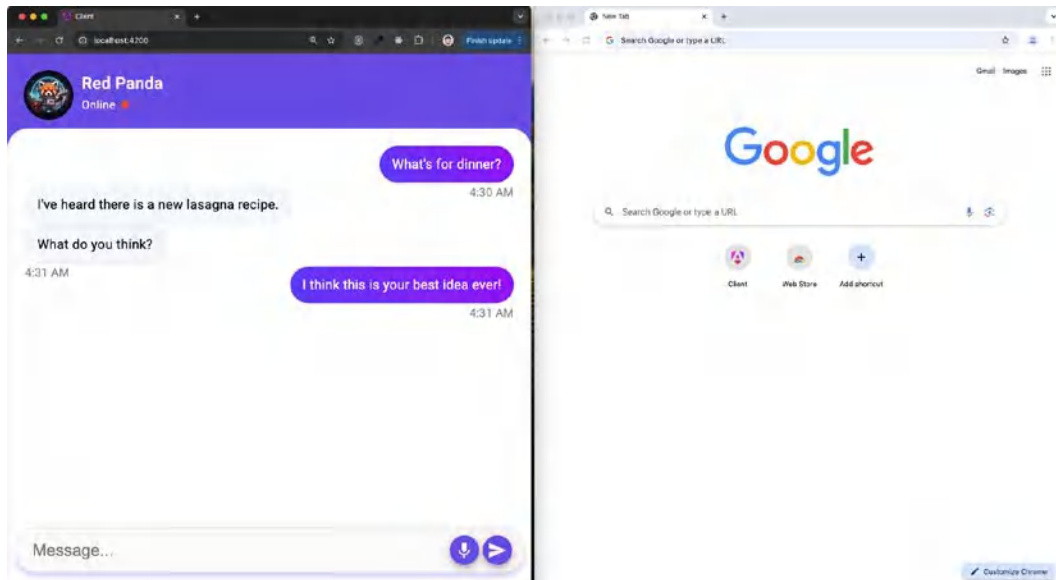 Client
localhost:4200
Finish update
Red Panda
Online
What's for dinner?
4:30 AM
I've heard there is a new lasagna recipe.
What do you think?
4:31 AM
I think this is your best idea ever!
4:31 AM
Message...
New Tab
Search Google or type a URL
Gmail Images
Google
Search Google or type a URL
Client Web Store Add shortcut
Customize Chrome